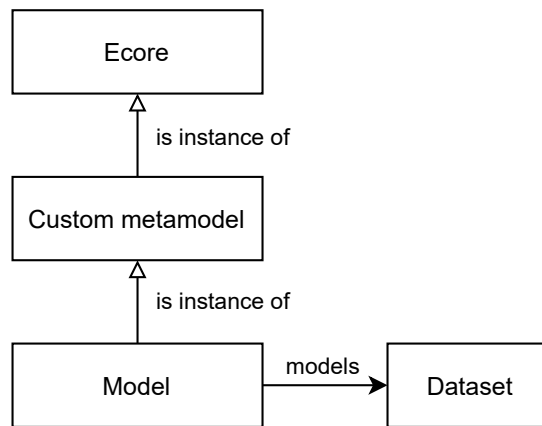 Ecore
is instance of
Custom metamodel
is instance of
models
Model
Dataset